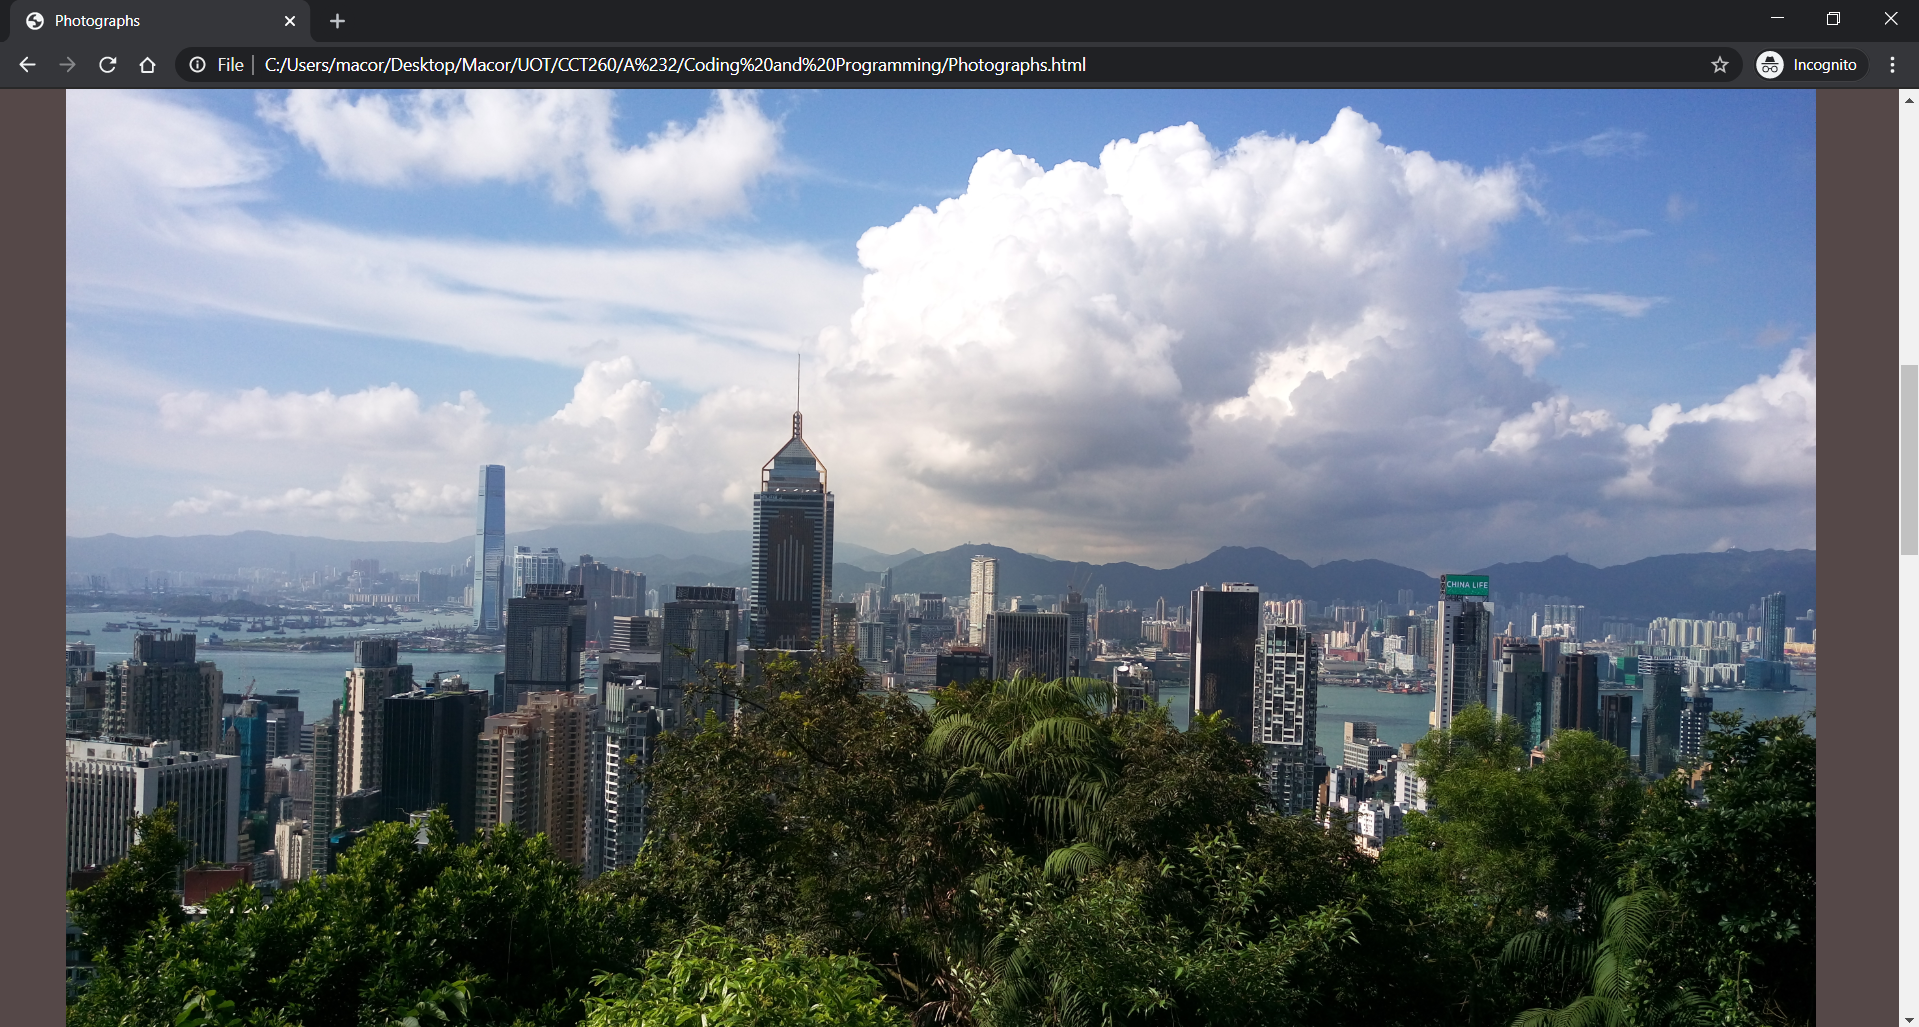 Photographs
File
C:/Users/macor/Desktop/Macor/UOT/CCT260/A%232/Coding%20and%20Programming/Photographs.html
Incognito
CHINA LIFE